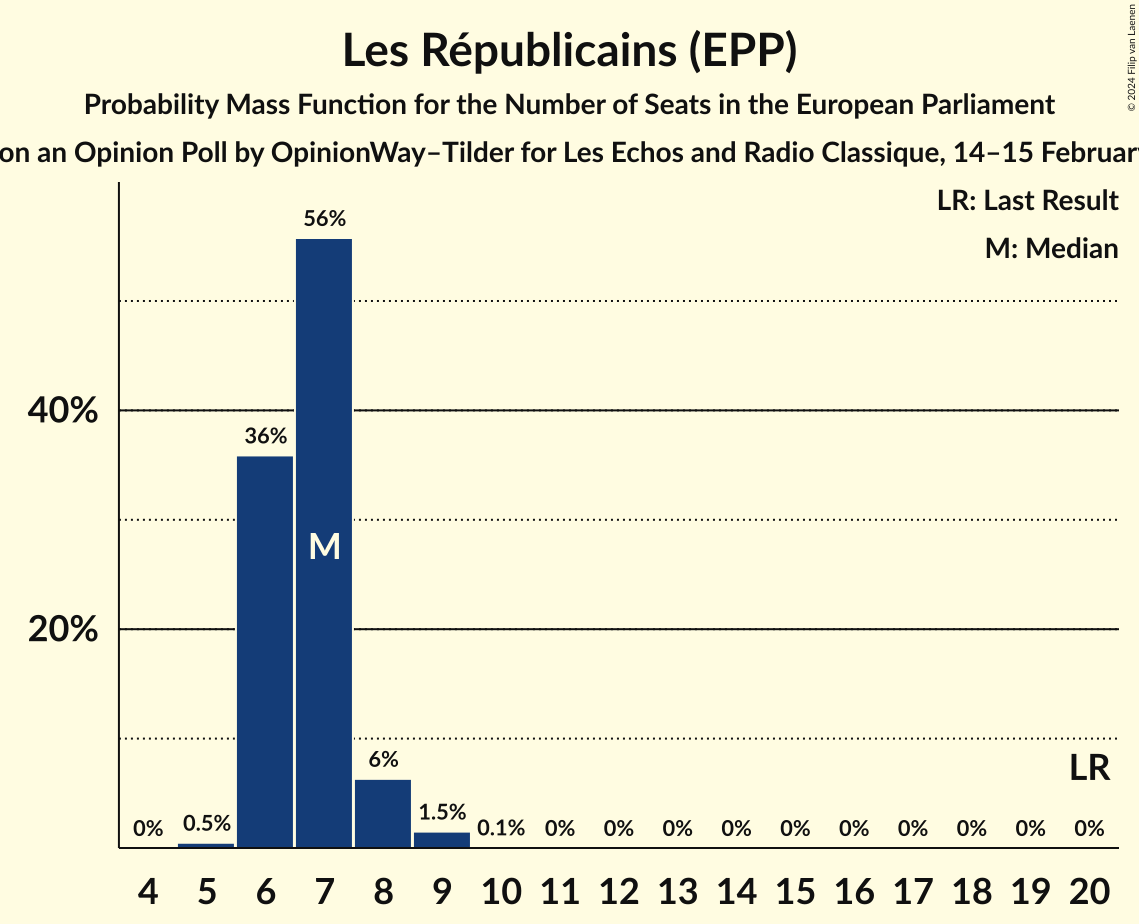 Les Républicains (EPP)
Probability Mass Function for the Number of Seats in the European Parliament
on an Opinion Poll by OpinionWay–Tilder for Les Echos and Radio Classique, 14–15 February
© 2024 Filip van Laenen
LR: Last Result
M: Median
56%
40%
36%
M
20%
6%
LR
0% 0.5% 1.5% 0.1% 0% 0% 0% 0% 0% 0% 0% 0% 0% 0%
4 5 6 7 8 9 10 11 12 13 14 15 16 17 18 19 20